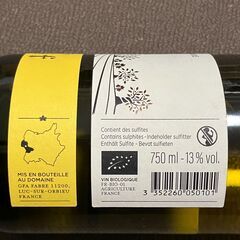 MIS EN BOUTEILLE
AU DOMAINE
GFA FABRE 11200,
LUC-SUR-ORBIEU
FRANCE
Contient des sulfites
Contains sulphites - Indeholder sulfitter
Enthält Sulfite - Bevat sulfieten
750 ml - 13 % vol.
VIN BIOLOGIQUE
FR-BIO-01
AGRICULTURE
FRANCE
3 352260 050101